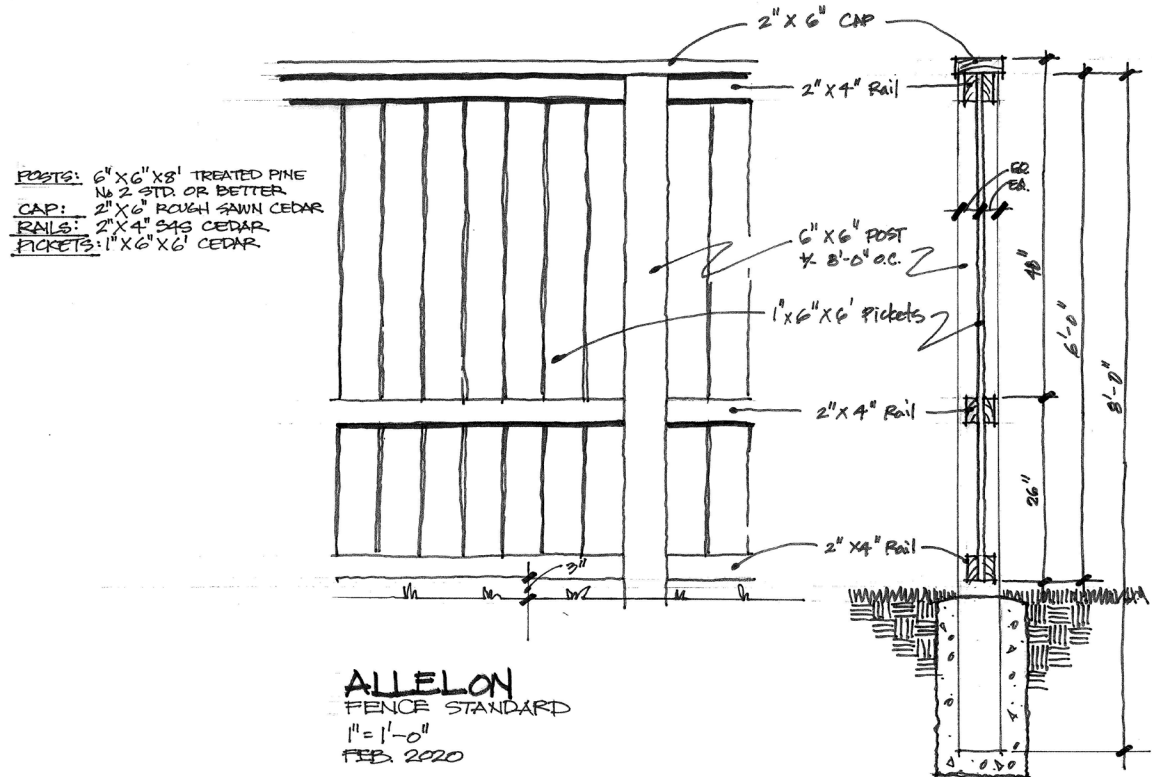 2" X 6" CAP
2" X 4" Rail
POSTS: 6" X 6" X 8' TREATED PINE
No 2 STD. OR BETTER
CAP: 2" X 6" ROUGH SAWN CEDAR
RAILS: 2" X 4" S4S CEDAR
PICKETS: 1" X 6" X 6' CEDAR
EQ.
EQ.
6" X 6" POST
+/- 8'-0" O.C.
48"
1" x 6" x 6' Pickets
6'-0"
8'-0"
2" X 4" Rail
26"
2" X 4" Rail
3"
ALLELON
FENCE STANDARD
1" = 1'-0"
FEB. 2020